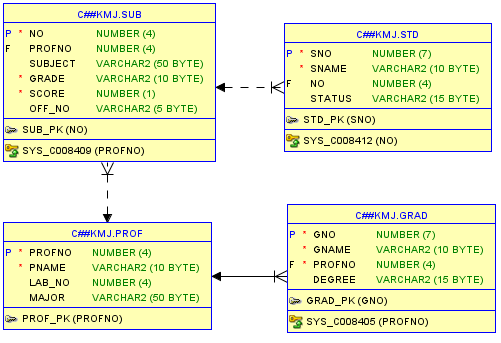 C##KMJ.SUB
P * NO NUMBER (4)
F PROFNO NUMBER (4)
SUBJECT VARCHAR2 (50 BYTE)
* GRADE VARCHAR2 (10 BYTE)
* SCORE NUMBER (1)
OFF_NO VARCHAR2 (5 BYTE)
SUB_PK (NO)
SYS_C008409 (PROFNO)
C##KMJ.STD
P * SNO NUMBER (7)
* SNAME VARCHAR2 (10 BYTE)
F NO NUMBER (4)
STATUS VARCHAR2 (15 BYTE)
STD_PK (SNO)
SYS_C008412 (NO)
C##KMJ.PROF
P * PROFNO NUMBER (4)
* PNAME VARCHAR2 (10 BYTE)
LAB_NO NUMBER (4)
MAJOR VARCHAR2 (50 BYTE)
PROF_PK (PROFNO)
C##KMJ.GRAD
P * GNO NUMBER (7)
* GNAME VARCHAR2 (10 BYTE)
F * PROFNO NUMBER (4)
DEGREE VARCHAR2 (15 BYTE)
GRAD_PK (GNO)
SYS_C008405 (PROFNO)